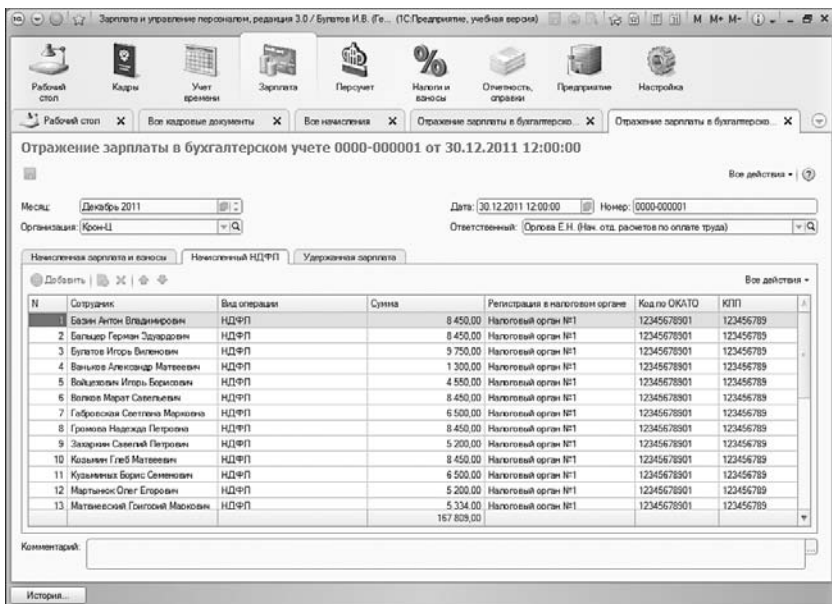 Зарплата и управление персоналом, редакция 3.0 / Булатов И.В. (Ге... (1С:Предприятие, учебная версия) M M+ M-
Рабочий стол Кадры Учет времени Зарплата Персучет Налоги и взносы Отчетность, справки Предприятие Настройка
Рабочий стол Все кадровые документы Все начисления Отражение зарплаты в бухгалтерско... Отражение зарплаты в бухгалтерско...
Отражение зарплаты в бухгалтерском учете 0000-000001 от 30.12.2011 12:00:00
Все действия
Месяц: Декабрь 2011 Дата: 30.12.2011 12:00:00 Номер: 0000-000001
Организация: Крон-Ц Ответственный: Орлова Е.Н. (Нач. отд. расчетов по оплате труда)
Начисленная зарплата и взносы Начисленный НДФЛ Удержанная зарплата
Добавить Все действия
N Сотрудник Вид операции Сумма Регистрация в налоговом органе Код по ОКАТО КПП
1 Базин Антон Владимирович НДФЛ 8 450,00 Налоговый орган №1 12345678901 123456789
2 Бальцер Герман Эдуардович НДФЛ 8 450,00 Налоговый орган №1 12345678901 123456789
3 Булатов Игорь Виленович НДФЛ 9 750,00 Налоговый орган №1 12345678901 123456789
4 Ваньков Александр Матвеевич НДФЛ 1 300,00 Налоговый орган №1 12345678901 123456789
5 Войцехович Игорь Борисович НДФЛ 4 550,00 Налоговый орган №1 12345678901 123456789
6 Волков Марат Савельевич НДФЛ 8 450,00 Налоговый орган №1 12345678901 123456789
7 Габровская Светлана Марковна НДФЛ 6 500,00 Налоговый орган №1 12345678901 123456789
8 Громова Надежда Петровна НДФЛ 8 450,00 Налоговый орган №1 12345678901 123456789
9 Захаркин Савелий Петрович НДФЛ 5 200,00 Налоговый орган №1 12345678901 123456789
10 Козьмин Глеб Матвеевич НДФЛ 8 450,00 Налоговый орган №1 12345678901 123456789
11 Кузьминых Борис Семенович НДФЛ 6 500,00 Налоговый орган №1 12345678901 123456789
12 Мартынюк Олег Егорович НДФЛ 5 200,00 Налоговый орган №1 12345678901 123456789
13 Матвиевский Григорий Маркович НДФЛ 5 334,00 Налоговый орган №1 12345678901 123456789
167 809,00
Комментарий:
История...